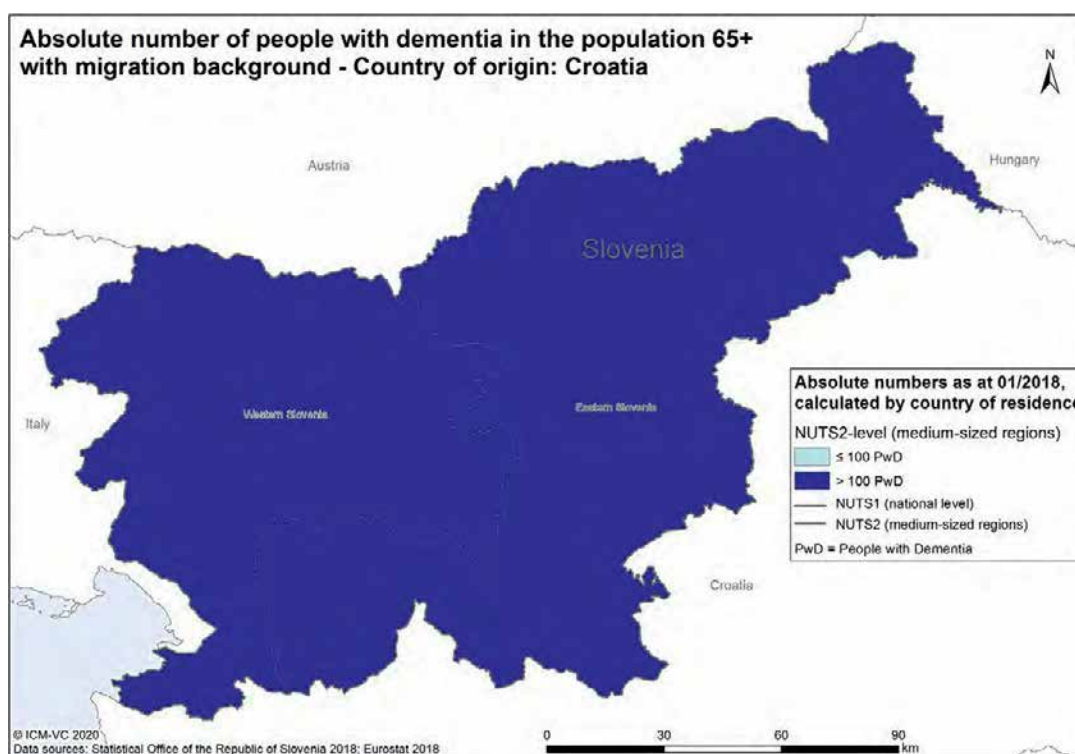 Absolute number of people with dementia in the population 65+
with migration background - Country of origin: Croatia
N
Austria
Hungary
Slovenia
Italy
Western Slovenia
Eastern Slovenia
Croatia
Absolute numbers as at 01/2018,
calculated by country of residence
NUTS2-level (medium-sized regions)
≤ 100 PwD
> 100 PwD
NUTS1 (national level)
NUTS2 (medium-sized regions)
PwD = People with Dementia
© ICM-VC 2020
Data sources: Statistical Office of the Republic of Slovenia 2018; Eurostat 2018
0 30 60 90
km